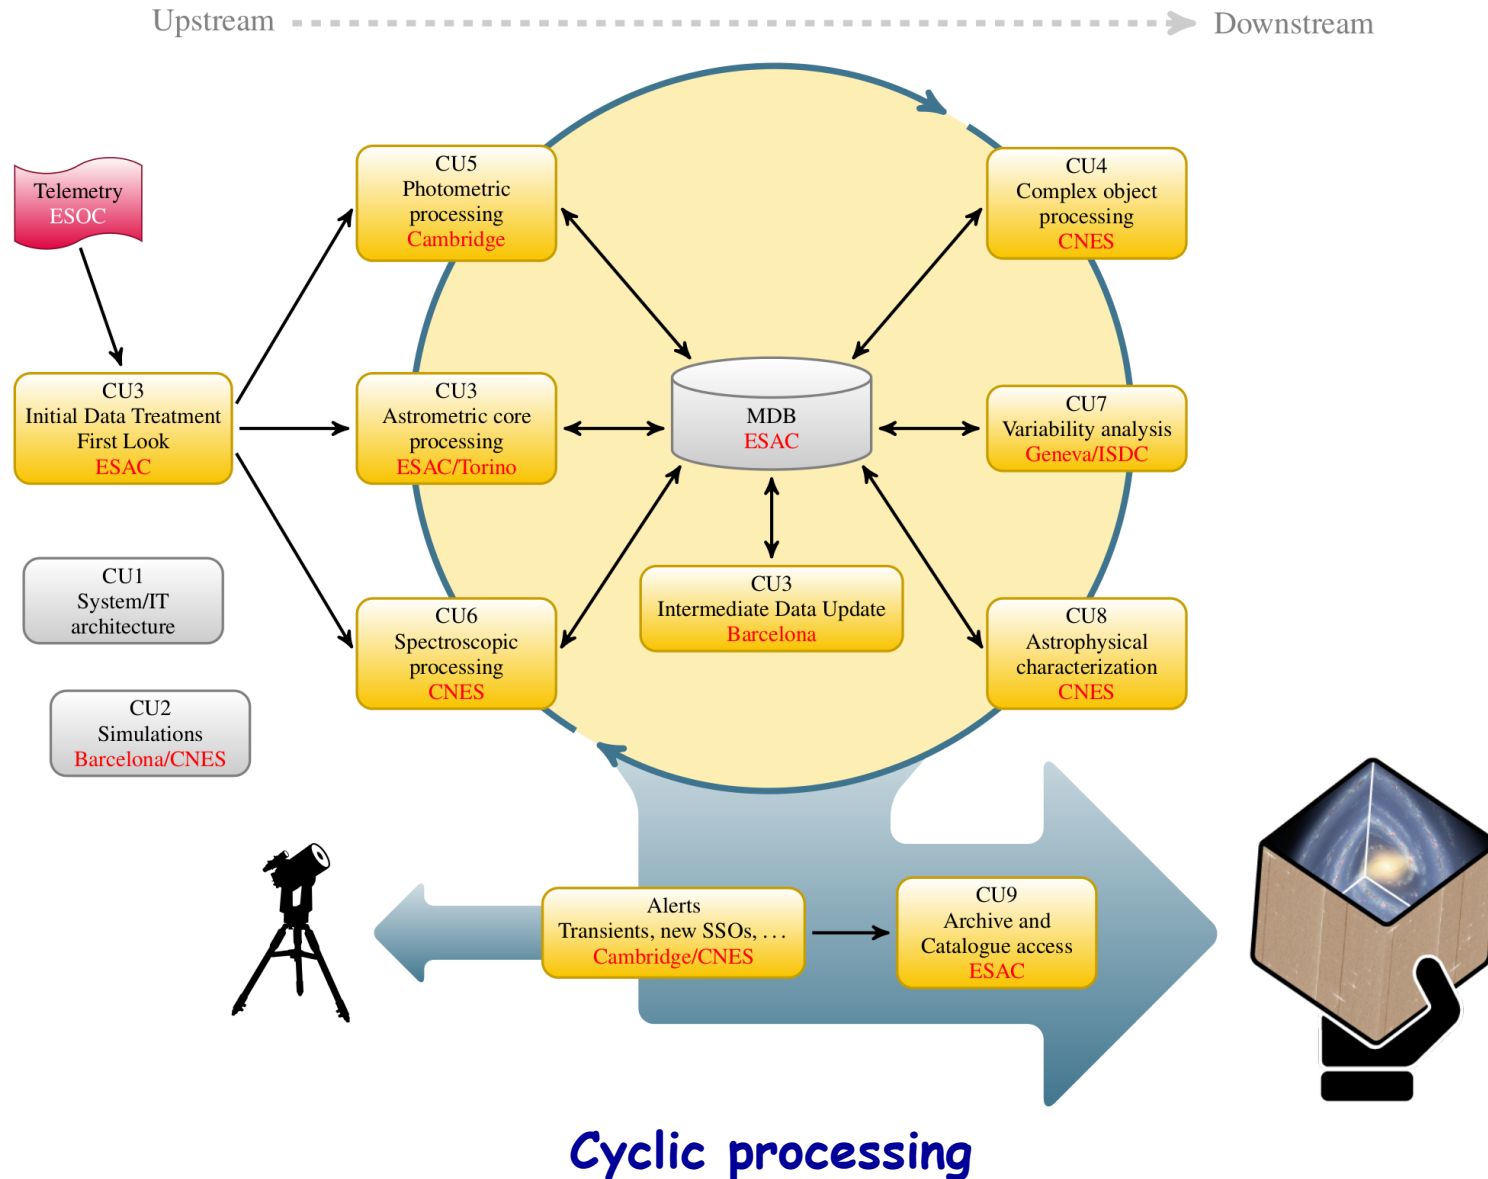 Upstream
Downstream
Telemetry
ESOC
CU3
Initial Data Treatment
First Look
ESAC
CU1
System/IT
architecture
CU2
Simulations
Barcelona/CNES
CU5
Photometric
processing
Cambridge
CU3
Astrometric core
processing
ESAC/Torino
CU6
Spectroscopic
processing
CNES
MDB
ESAC
CU3
Intermediate Data Update
Barcelona
CU4
Complex object
processing
CNES
CU7
Variability analysis
Geneva/ISDC
CU8
Astrophysical
characterization
CNES
Alerts
Transients, new SSOs, . . .
Cambridge/CNES
CU9
Archive and
Catalogue access
ESAC
Cyclic processing